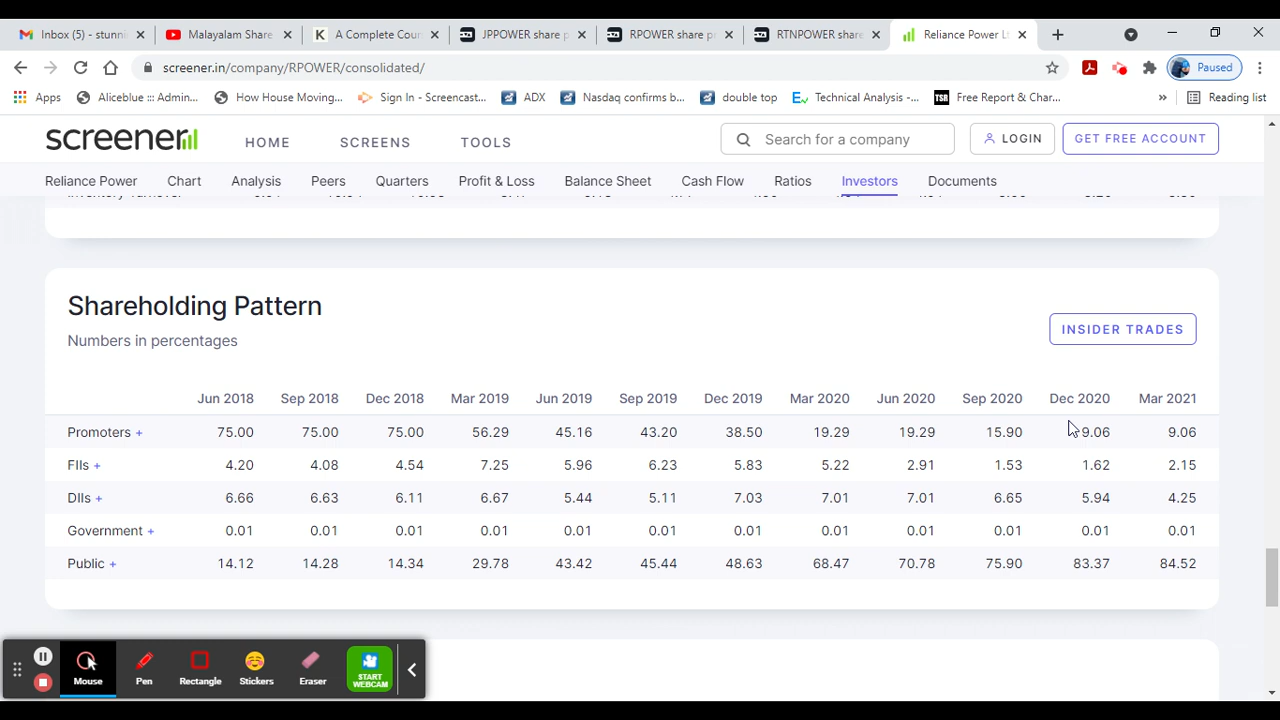 Inbox (5) - stunni
Malayalam Share
A Complete Cour
JPPOWER share p
RPOWER share pr
RTNPOWER share
Reliance Power Lt
screener.in/company/RPOWER/consolidated/
Paused
Apps
Aliceblue ::: Admin...
How House Moving...
Sign In - Screencast...
ADX
Nasdaq confirms b...
double top
Technical Analysis -...
TSR Free Report & Char...
»
Reading list
screener
HOME SCREENS TOOLS
Search for a company
LOGIN
GET FREE ACCOUNT
Reliance Power Chart Analysis Peers Quarters Profit & Loss Balance Sheet Cash Flow Ratios Investors Documents
Shareholding Pattern
Numbers in percentages
INSIDER TRADES
Jun 2018 Sep 2018 Dec 2018 Mar 2019 Jun 2019 Sep 2019 Dec 2019 Mar 2020 Jun 2020 Sep 2020 Dec 2020 Mar 2021
Promoters + 75.00 75.00 75.00 56.29 45.16 43.20 38.50 19.29 19.29 15.90 9.06 9.06
FIIs + 4.20 4.08 4.54 7.25 5.96 6.23 5.83 5.22 2.91 1.53 1.62 2.15
DIIs + 6.66 6.63 6.11 6.67 5.44 5.11 7.03 7.01 7.01 6.65 5.94 4.25
Government + 0.01 0.01 0.01 0.01 0.01 0.01 0.01 0.01 0.01 0.01 0.01 0.01
Public + 14.12 14.28 14.34 29.78 43.42 45.44 48.63 68.47 70.78 75.90 83.37 84.52
Mouse
Pen
Rectangle
Stickers
Eraser
START
WEBCAM